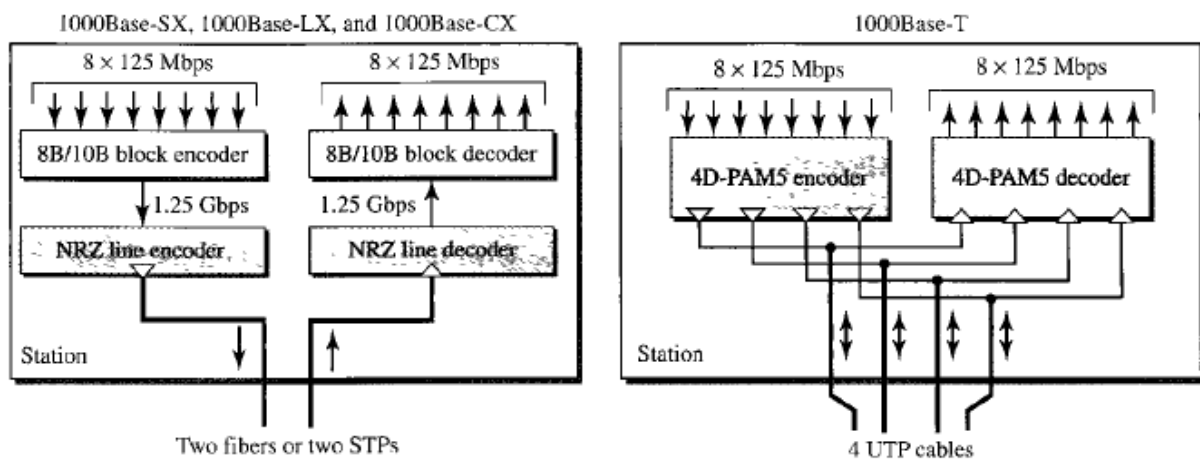 1000Base-SX, 1000Base-LX, and 1000Base-CX
8 × 125 Mbps
8 × 125 Mbps
8B/10B block encoder
8B/10B block decoder
1.25 Gbps
1.25 Gbps
NRZ line encoder
NRZ line decoder
Station
Two fibers or two STPs
1000Base-T
8 × 125 Mbps
8 × 125 Mbps
4D-PAM5 encoder
4D-PAM5 decoder
Station
4 UTP cables